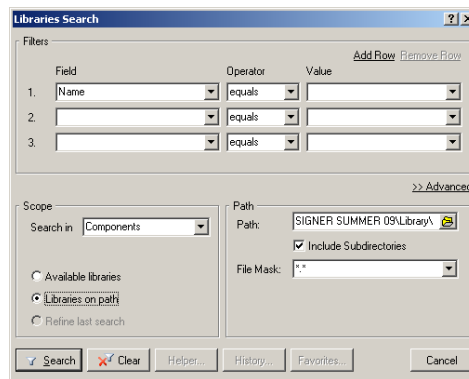 Libraries Search
Filters
Add Row Remove Row
Field Operator Value
1. Name equals
2. equals
3. equals
>> Advanced
Scope
Search in Components
Available libraries
Libraries on path
Refine last search
Path
Path: SIGNER SUMMER 09\Library\
Include Subdirectories
File Mask: *.*
Search Clear Helper... History... Favorites... Cancel